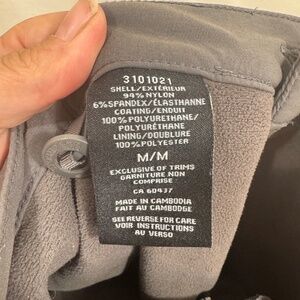 3101021
SHELL/EXTÉRIEUR
94% NYLON
6% SPANDEX/ÉLASTHANNE
COATING/ENDUIT
100% POLYURETHANE/
POLYURÉTHANE
LINING/DOUBLURE
100% POLYESTER
M/M
EXCLUSIVE OF TRIMS
GARNITURE NON
COMPRISE
CA 60437
MADE IN CAMBODIA
FAIT AU CAMBODGE
SEE REVERSE FOR CARE
VOIR INSTRUCTIONS
AU VERSO